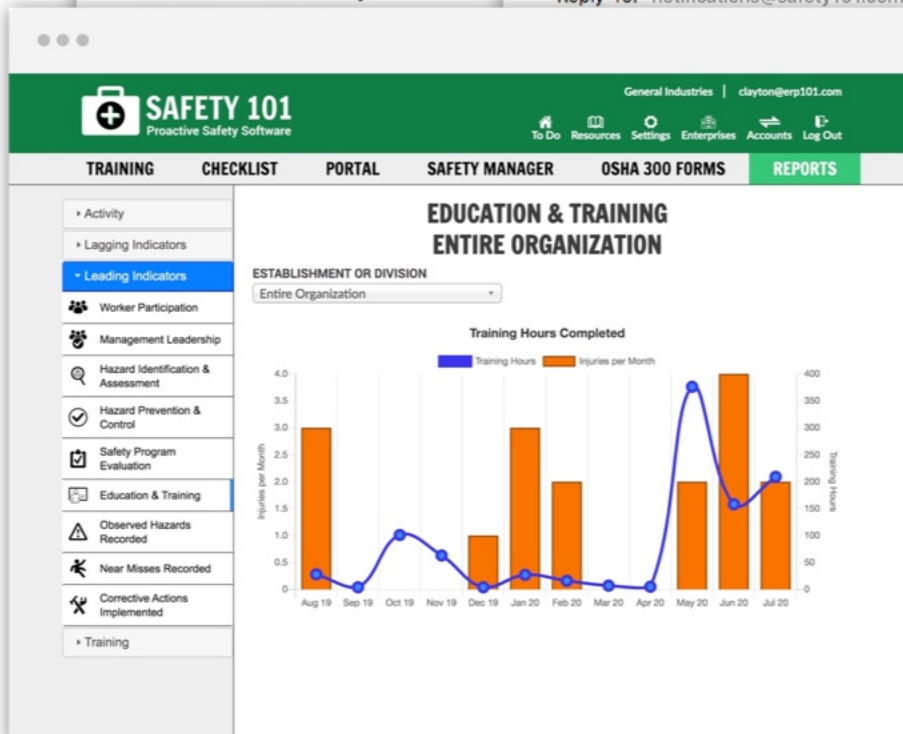 Reply To: notifications@safety101.com
General Industries | clayton@erp101.com
SAFETY 101
Proactive Safety Software
To Do Resources Settings Enterprises Accounts Log Out
TRAINING CHECKLIST PORTAL SAFETY MANAGER OSHA 300 FORMS REPORTS
Activity
Lagging Indicators
Leading Indicators
Worker Participation
Management Leadership
Hazard Identification &
Assessment
Hazard Prevention &
Control
Safety Program
Evaluation
Education & Training
Observed Hazards
Recorded
Near Misses Recorded
Corrective Actions
Implemented
Training
EDUCATION & TRAINING
ENTIRE ORGANIZATION
ESTABLISHMENT OR DIVISION
Entire Organization
Training Hours Completed
Training Hours Injuries per Month
Injuries per Month
4.0
3.5
3.0
2.5
2.0
1.5
1.0
0.5
0
400
350
300
250
200
150
100
50
0
Training Hours
Aug 19 Sep 19 Oct 19 Nov 19 Dec 19 Jan 20 Feb 20 Mar 20 Apr 20 May 20 Jun 20 Jul 20